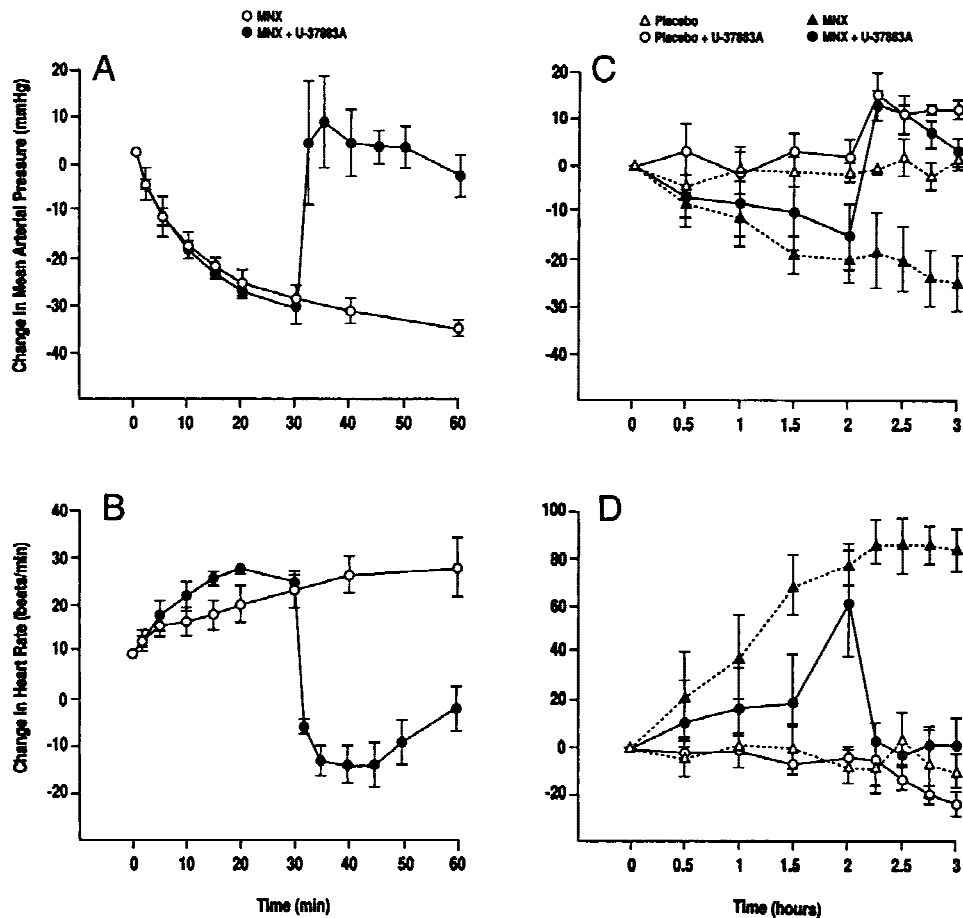 MNX
MNX + U-37883A
Placebo
Placebo + U-37883A
MNX
MNX + U-37883A
A
Change in Mean Arterial Pressure (mmHg)
20
10
0
-10
-20
-30
-40
0 10 20 30 40 50 60
C
20
10
0
-10
-20
-30
-40
0 0.5 1 1.5 2 2.5 3
B
Change in Heart Rate (beats/min)
40
30
20
10
0
-10
-20
0 10 20 30 40 50 60
Time (min)
D
100
80
60
40
20
0
-20
0 0.5 1 1.5 2 2.5 3
Time (hours)